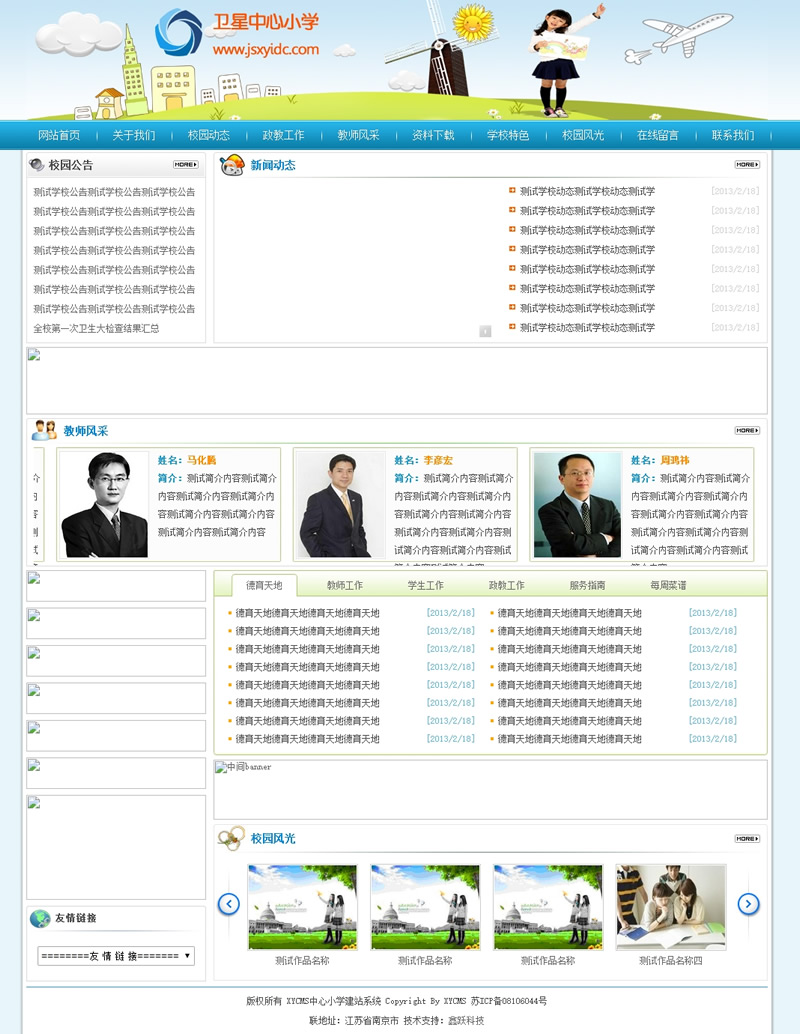 卫星中心小学
www.jsxyidc.com
网站首页 关于我们 校园动态 政教工作 教师风采 资料下载 学校特色 校园风光 在线留言 联系我们
校园公告 MORE
测试学校公告测试学校公告测试学校公告
测试学校公告测试学校公告测试学校公告
测试学校公告测试学校公告测试学校公告
测试学校公告测试学校公告测试学校公告
测试学校公告测试学校公告测试学校公告
测试学校公告测试学校公告测试学校公告
测试学校公告测试学校公告测试学校公告
全校第一次卫生大检查结果汇总
新闻动态 MORE
测试学校动态测试学校动态测试学 [2013/2/18]
测试学校动态测试学校动态测试学 [2013/2/18]
测试学校动态测试学校动态测试学 [2013/2/18]
测试学校动态测试学校动态测试学 [2013/2/18]
测试学校动态测试学校动态测试学 [2013/2/18]
测试学校动态测试学校动态测试学 [2013/2/18]
测试学校动态测试学校动态测试学 [2013/2/18]
测试学校动态测试学校动态测试学 [2013/2/18]
教师风采 MORE
姓名：马化腾
简介：测试简介内容测试简介
内容测试简介内容测试简介内
容测试简介内容测试简介内容
测试简介内容测试简介内容
姓名：李彦宏
简介：测试简介内容测试简介
内容测试简介内容测试简介内
容测试简介内容测试简介内容
测试简介内容测试简介内容测
试简介内容测试简介内容测试
姓名：周鸿祎
简介：测试简介内容测试简介
内容测试简介内容测试简介内
容测试简介内容测试简介内容
测试简介内容测试简介内容测
试简介内容测试简介内容测试
德育天地 教师工作 学生工作 政教工作 服务指南 每周菜谱
德育天地德育天地德育天地德育天地 [2013/2/18] 德育天地德育天地德育天地德育天地 [2013/2/18]
德育天地德育天地德育天地德育天地 [2013/2/18] 德育天地德育天地德育天地德育天地 [2013/2/18]
德育天地德育天地德育天地德育天地 [2013/2/18] 德育天地德育天地德育天地德育天地 [2013/2/18]
德育天地德育天地德育天地德育天地 [2013/2/18] 德育天地德育天地德育天地德育天地 [2013/2/18]
德育天地德育天地德育天地德育天地 [2013/2/18] 德育天地德育天地德育天地德育天地 [2013/2/18]
德育天地德育天地德育天地德育天地 [2013/2/18] 德育天地德育天地德育天地德育天地 [2013/2/18]
德育天地德育天地德育天地德育天地 [2013/2/18] 德育天地德育天地德育天地德育天地 [2013/2/18]
德育天地德育天地德育天地德育天地 [2013/2/18] 德育天地德育天地德育天地德育天地 [2013/2/18]
中间banner
校园风光 MORE
测试作品名称 测试作品名称 测试作品名称 测试作品名称四
友情链接
========友 情 链 接=======
版权所有 XYCMS中心小学建站系统 Copyright By XYCMS 苏ICP备08106044号
联地址：江苏省南京市 技术支持：鑫跃科技